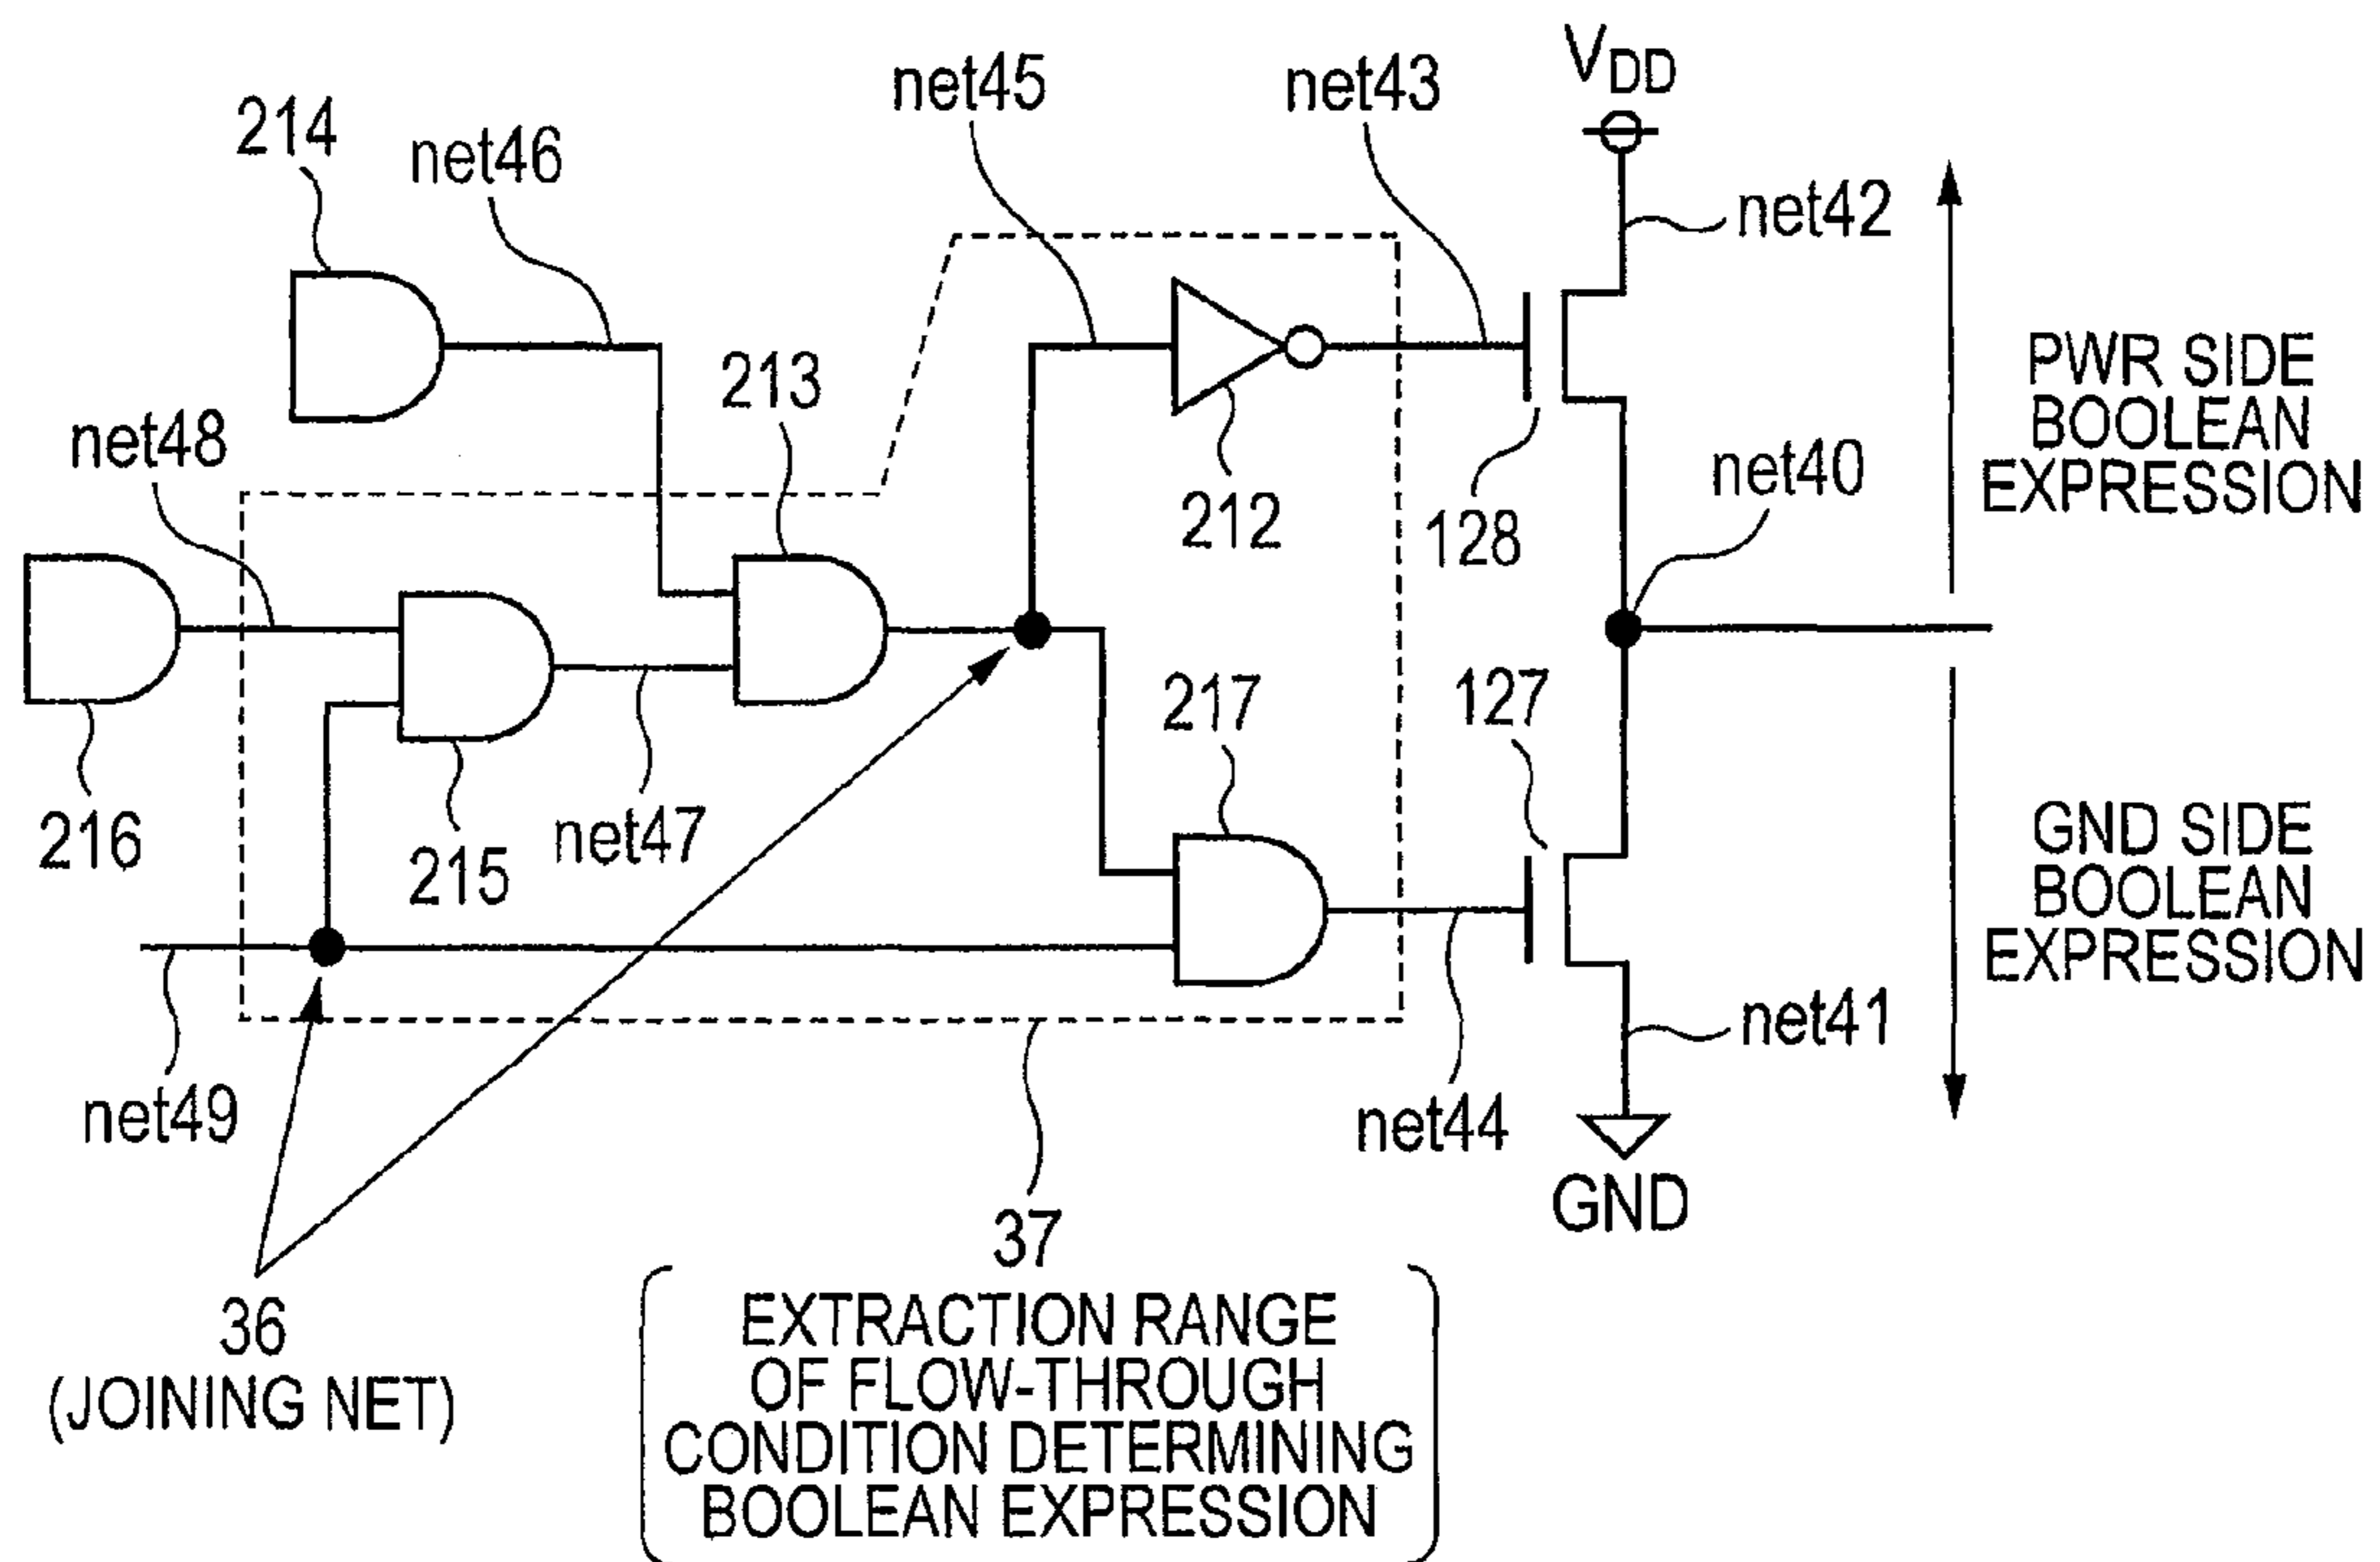 V_DD
net45
net43
214
net46
net42
213
net48
PWR SIDE
BOOLEAN
EXPRESSION
net40
212
128
217
127
216
215
net47
GND SIDE
BOOLEAN
EXPRESSION
net41
net49
net44
GND
37
36
(JOINING NET)
EXTRACTION RANGE
OF FLOW-THROUGH
CONDITION DETERMINING
BOOLEAN EXPRESSION